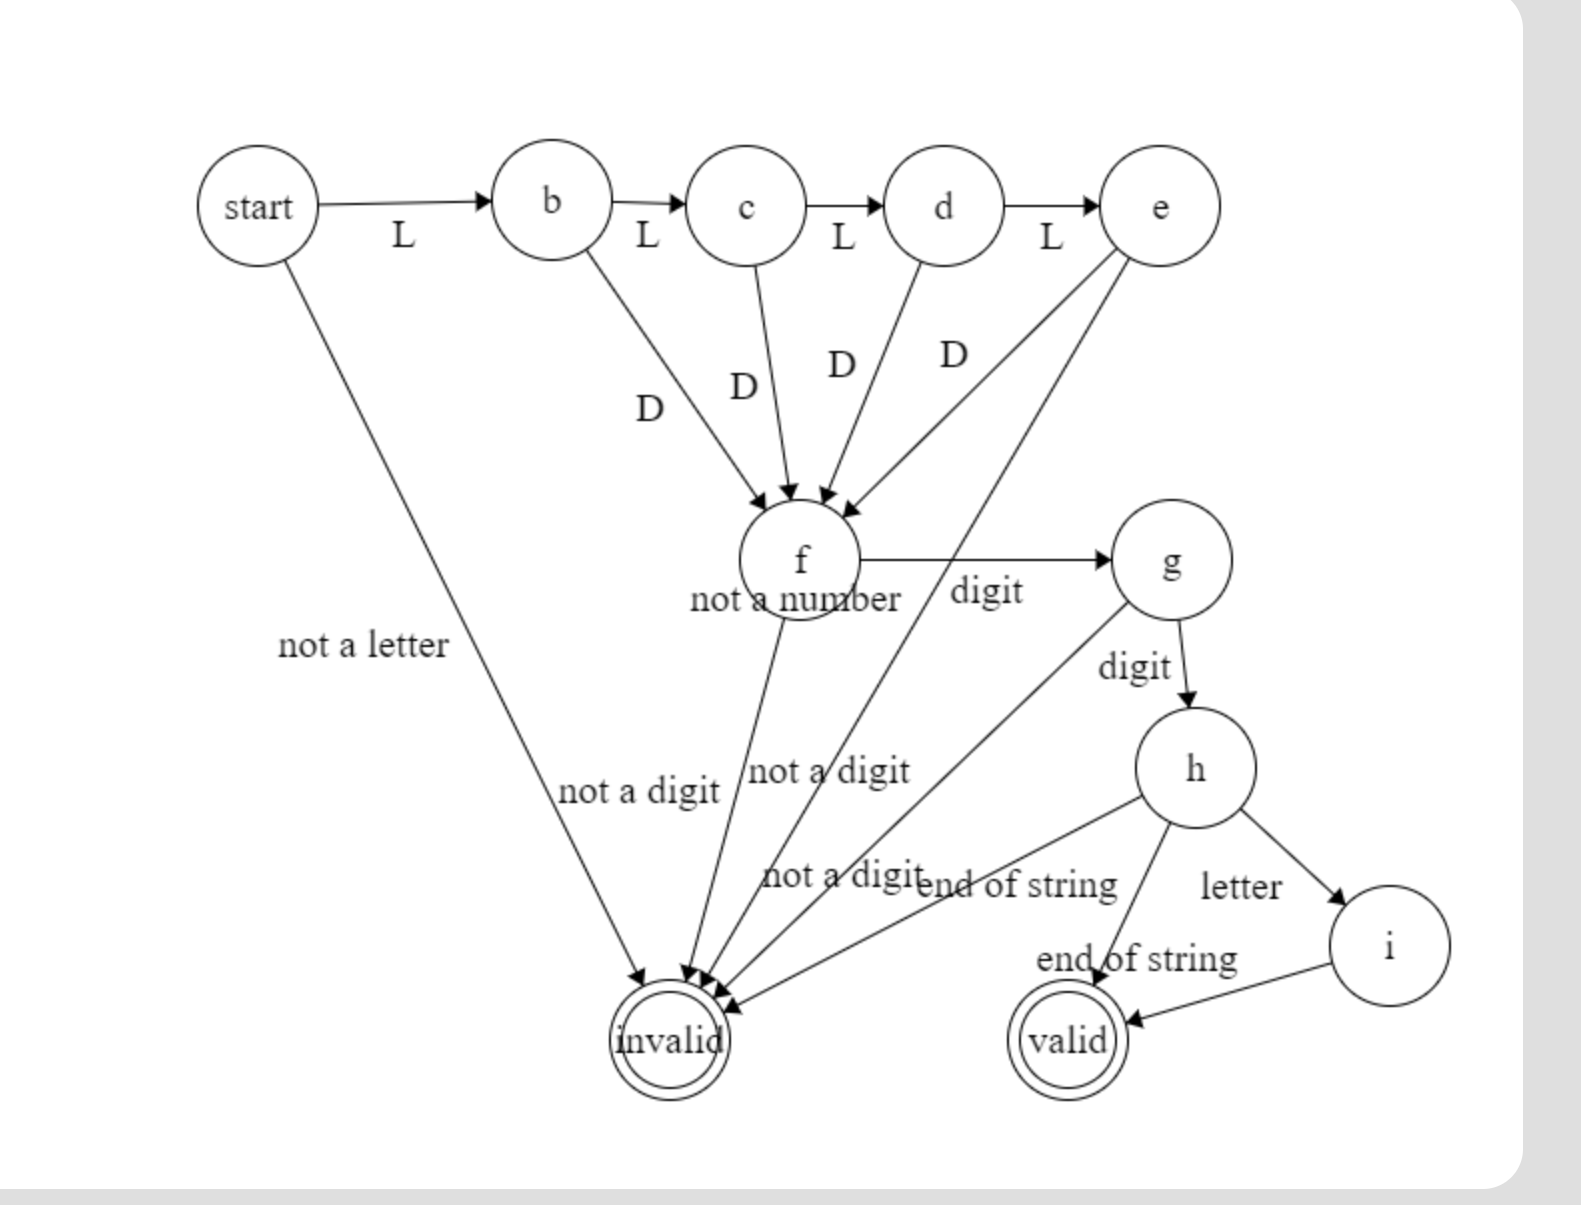 start
L
b
L
c
L
d
L
e
D
D
D
D
f
not a number
digit
g
not a letter
digit
h
not a digit
not a digit
not a digit
end of string
letter
end of string
i
invalid
valid